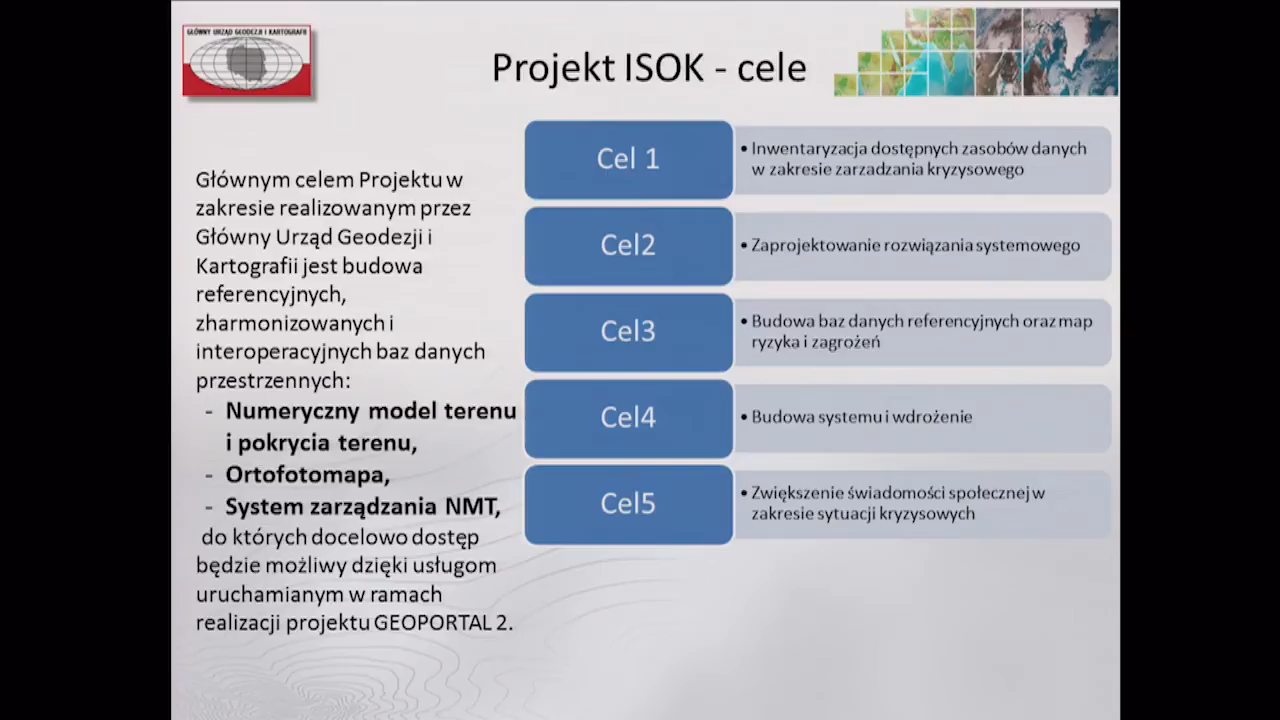 GŁÓWNY URZĄD GEODEZJI I KARTOGRAFII
Projekt ISOK - cele
Głównym celem Projektu w
zakresie realizowanym przez
Główny Urząd Geodezji i
Kartografii jest budowa
referencyjnych,
zharmonizowanych i
interoperacyjnych baz danych
przestrzennych:
- Numeryczny model terenu
i pokrycia terenu,
- Ortofotomapa,
- System zarządzania NMT,
do których docelowo dostęp
będzie możliwy dzięki usługom
uruchamianym w ramach
realizacji projektu GEOPORTAL 2.
Cel 1
• Inwentaryzacja dostępnych zasobów danych
w zakresie zarzadzania kryzysowego
Cel2
• Zaprojektowanie rozwiązania systemowego
Cel3
• Budowa baz danych referencyjnych oraz map
ryzyka i zagrożeń
Cel4
• Budowa systemu i wdrożenie
Cel5
• Zwiększenie świadomości społecznej w
zakresie sytuacji kryzysowych